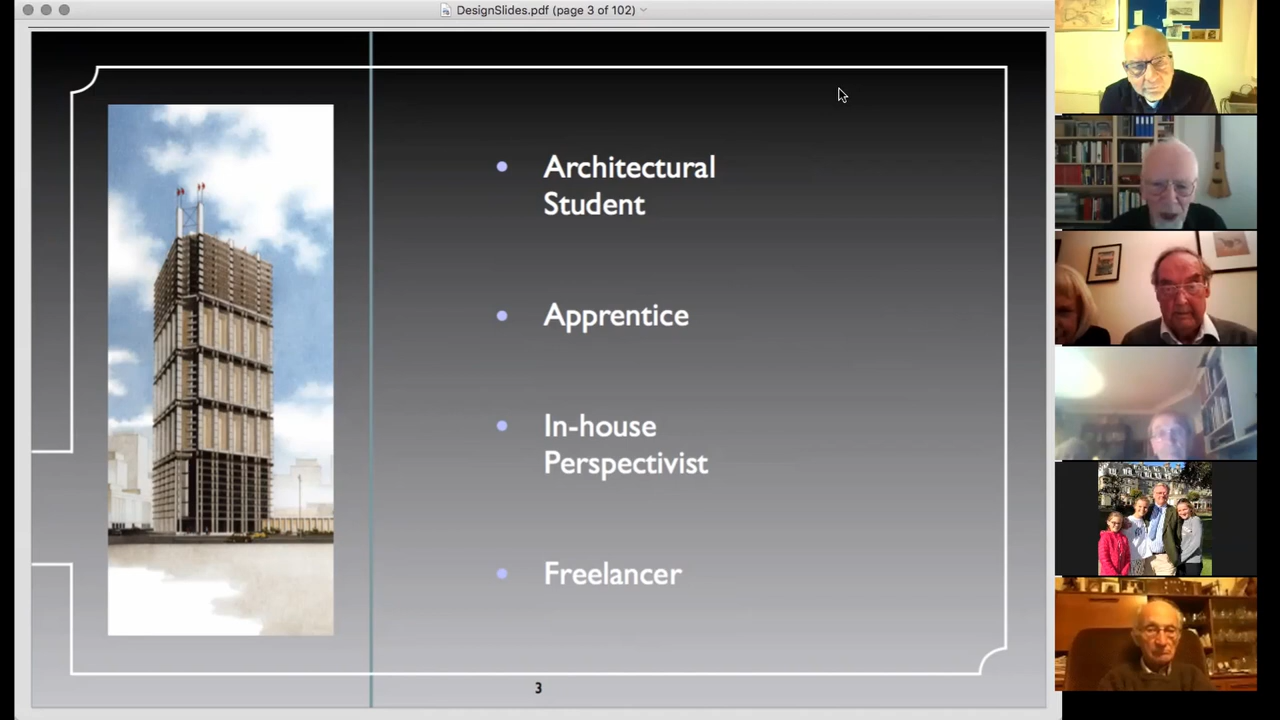 DesignSlides.pdf (page 3 of 102)
Architectural
Student
Apprentice
In-house
Perspectivist
Freelancer
3